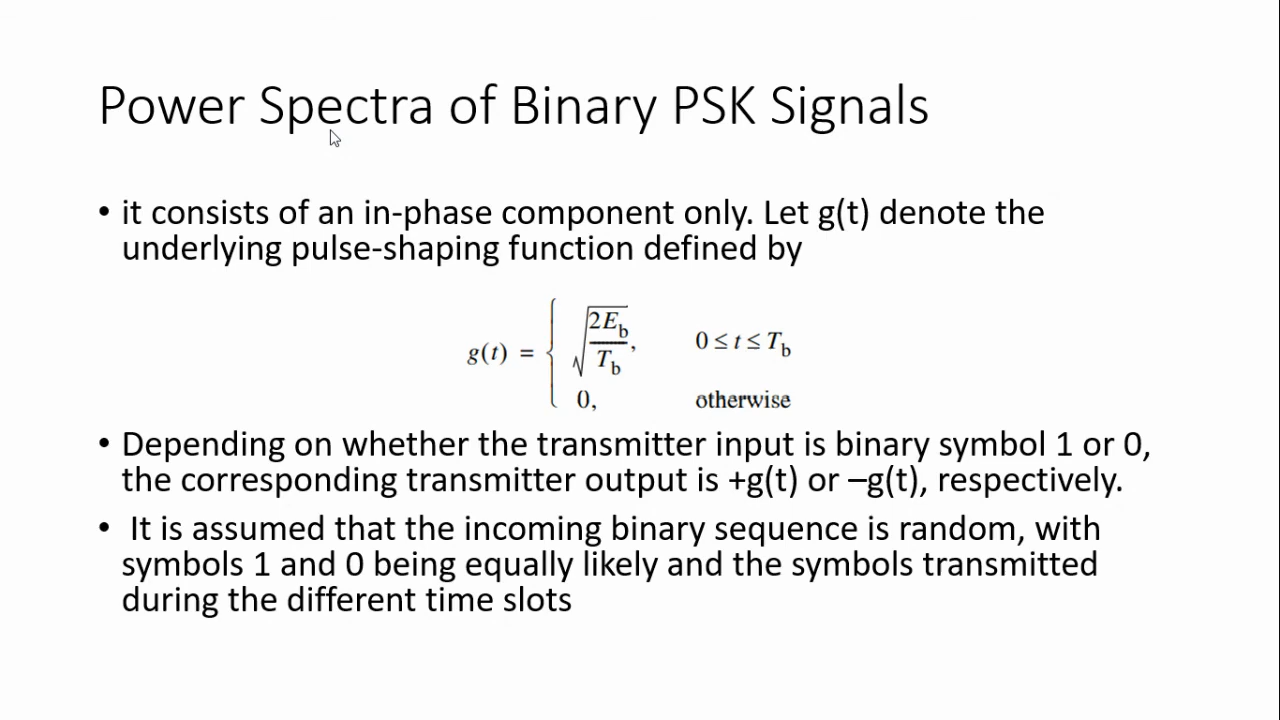 Power Spectra of Binary PSK Signals
• it consists of an in-phase component only. Let g(t) denote the
underlying pulse-shaping function defined by
g(t) = { √(2E_b/T_b), 0 ≤ t ≤ T_b
0, otherwise
• Depending on whether the transmitter input is binary symbol 1 or 0,
the corresponding transmitter output is +g(t) or –g(t), respectively.
• It is assumed that the incoming binary sequence is random, with
symbols 1 and 0 being equally likely and the symbols transmitted
during the different time slots